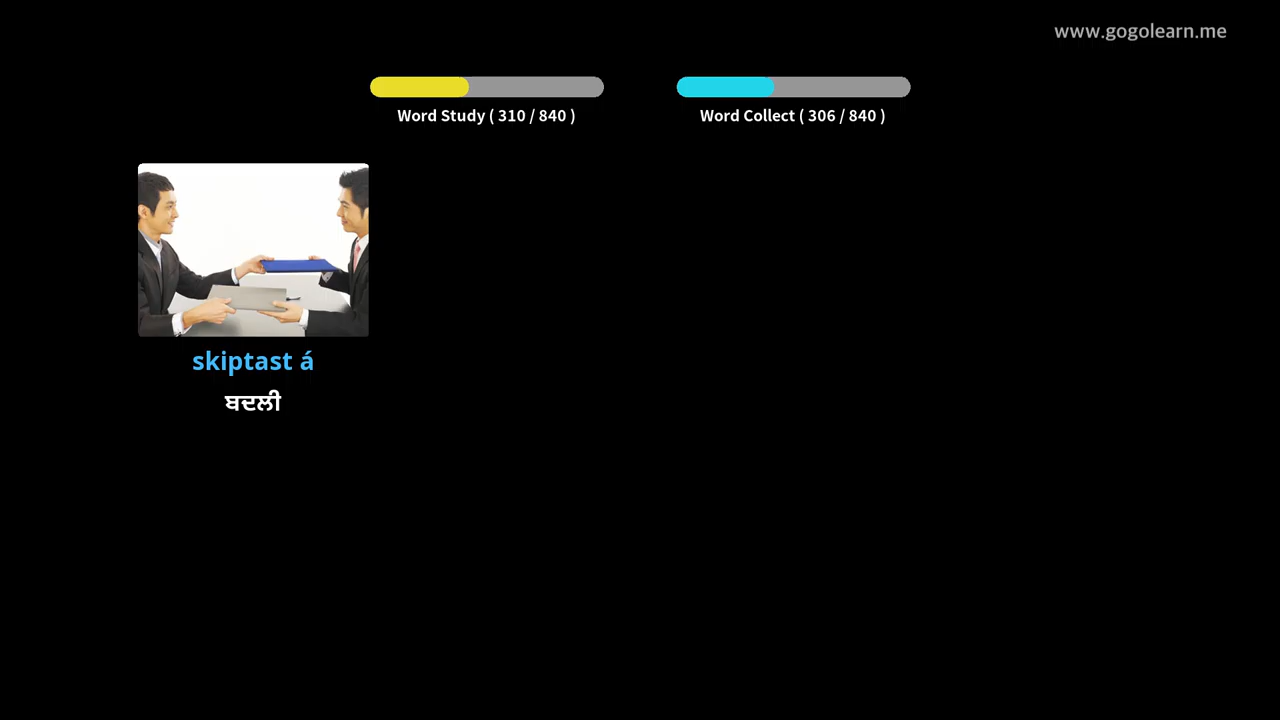 www.gogolearn.me
Word Study ( 310 / 840 )
Word Collect ( 306 / 840 )
skiptast á
ਬਦਲੀ